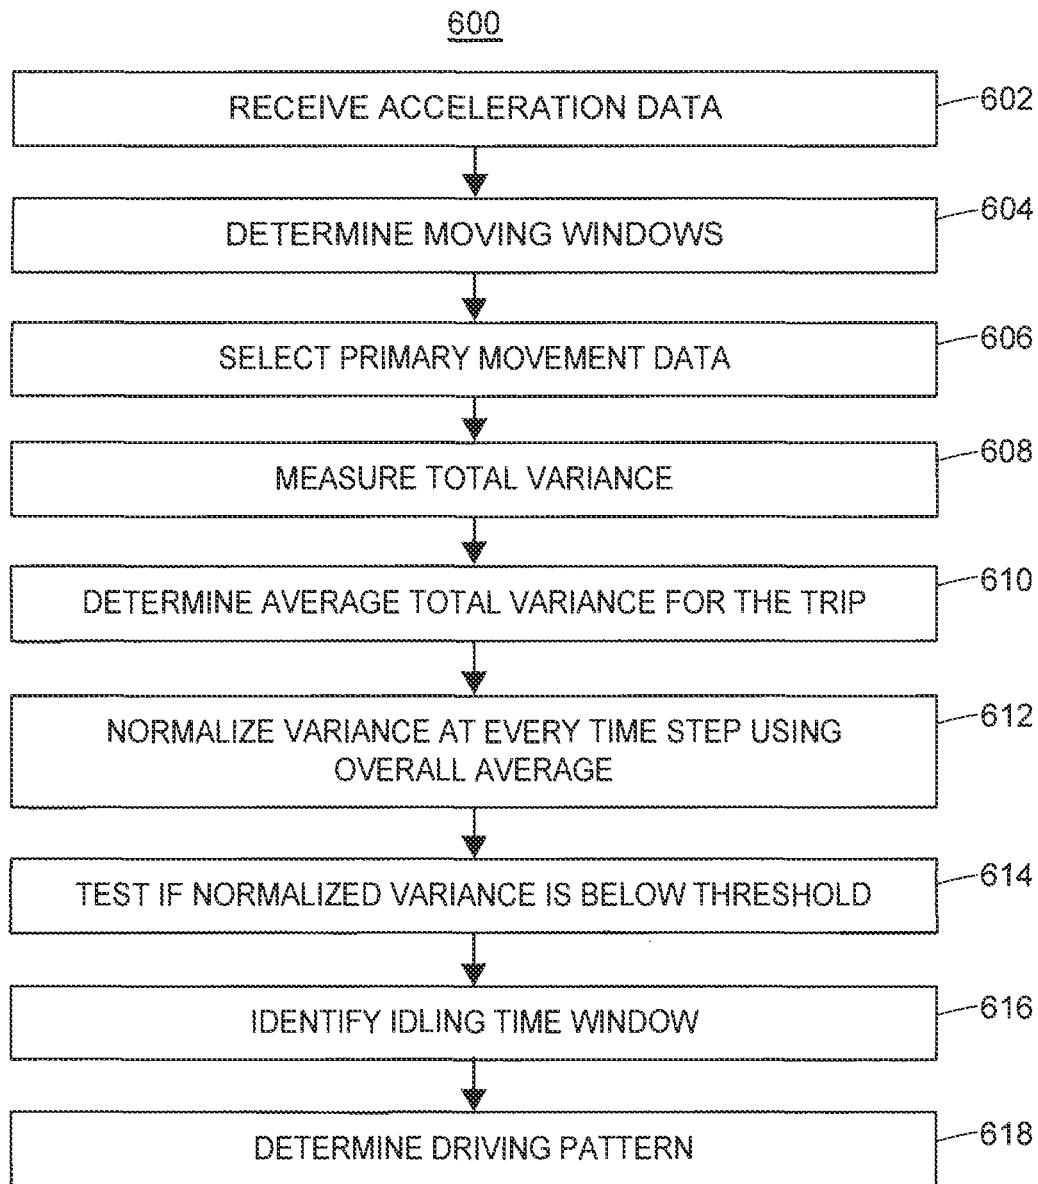 600
RECEIVE ACCELERATION DATA
602
DETERMINE MOVING WINDOWS
604
SELECT PRIMARY MOVEMENT DATA
606
MEASURE TOTAL VARIANCE
608
DETERMINE AVERAGE TOTAL VARIANCE FOR THE TRIP
610
NORMALIZE VARIANCE AT EVERY TIME STEP USING
OVERALL AVERAGE
612
TEST IF NORMALIZED VARIANCE IS BELOW THRESHOLD
614
IDENTIFY IDLING TIME WINDOW
616
DETERMINE DRIVING PATTERN
618